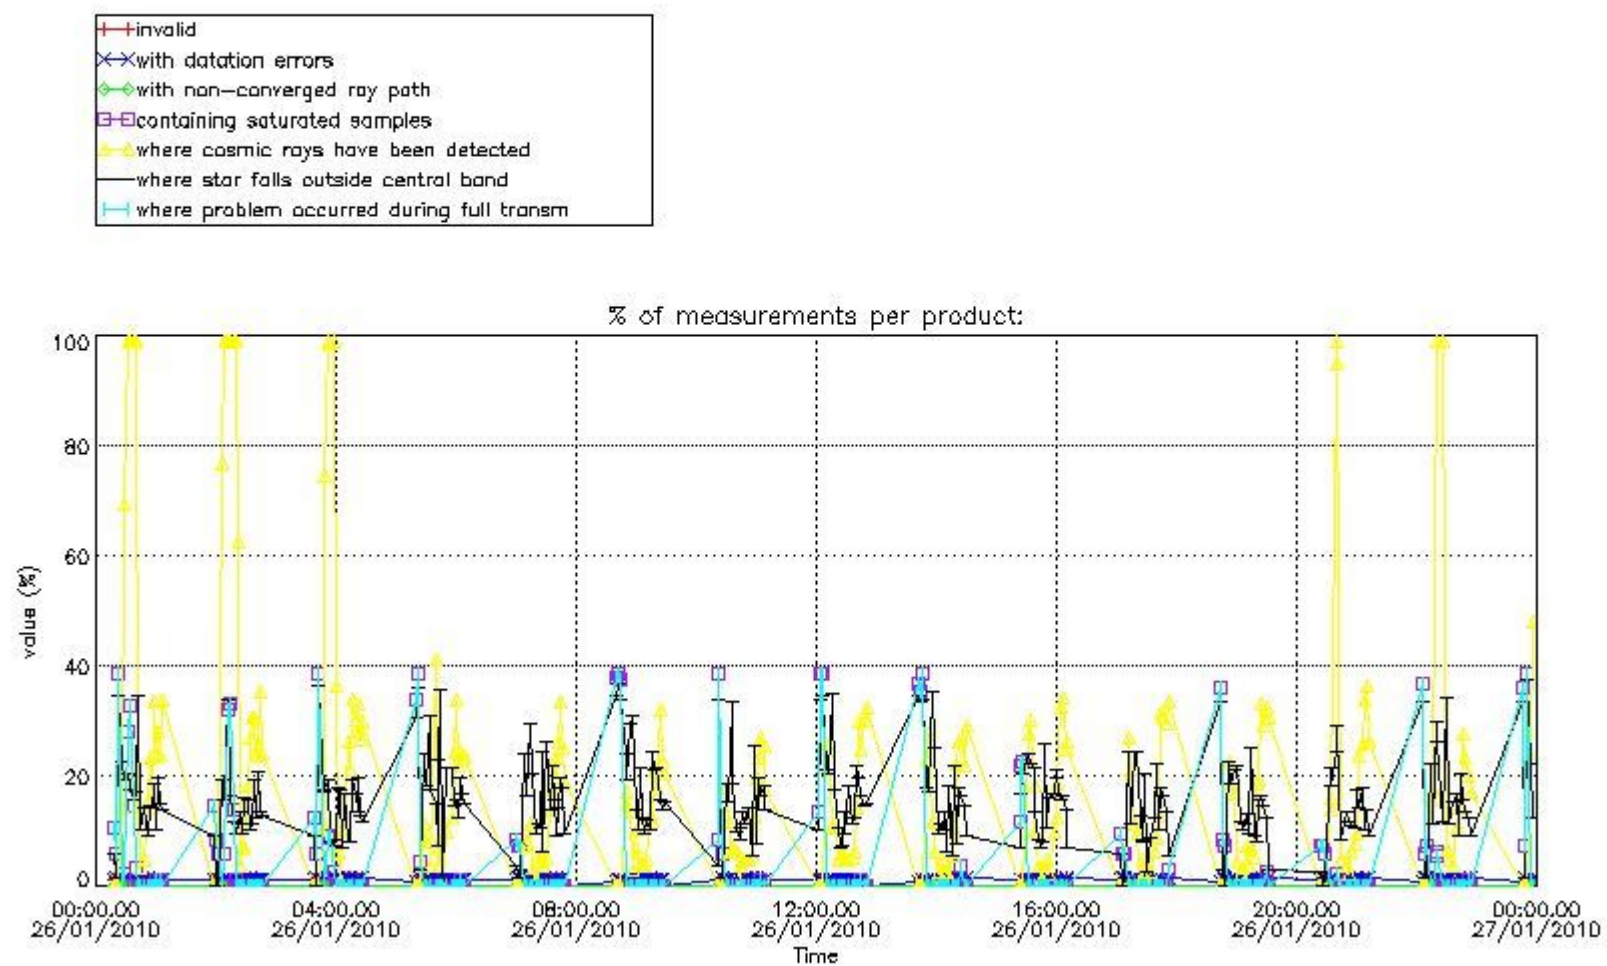 invalid
with datation errors
with non-converged ray path
containing saturated samples
where cosmic rays have been detected
where star falls outside central band
where problem occurred during full transm
% of measurements per product:
100
80
60
40
20
0
value (%)
00:00:00 04:00:00 08:00:00 12:00:00 16:00:00 20:00:00 00:00:00
26/01/2010 26/01/2010 26/01/2010 26/01/2010 26/01/2010 26/01/2010 27/01/2010
Time